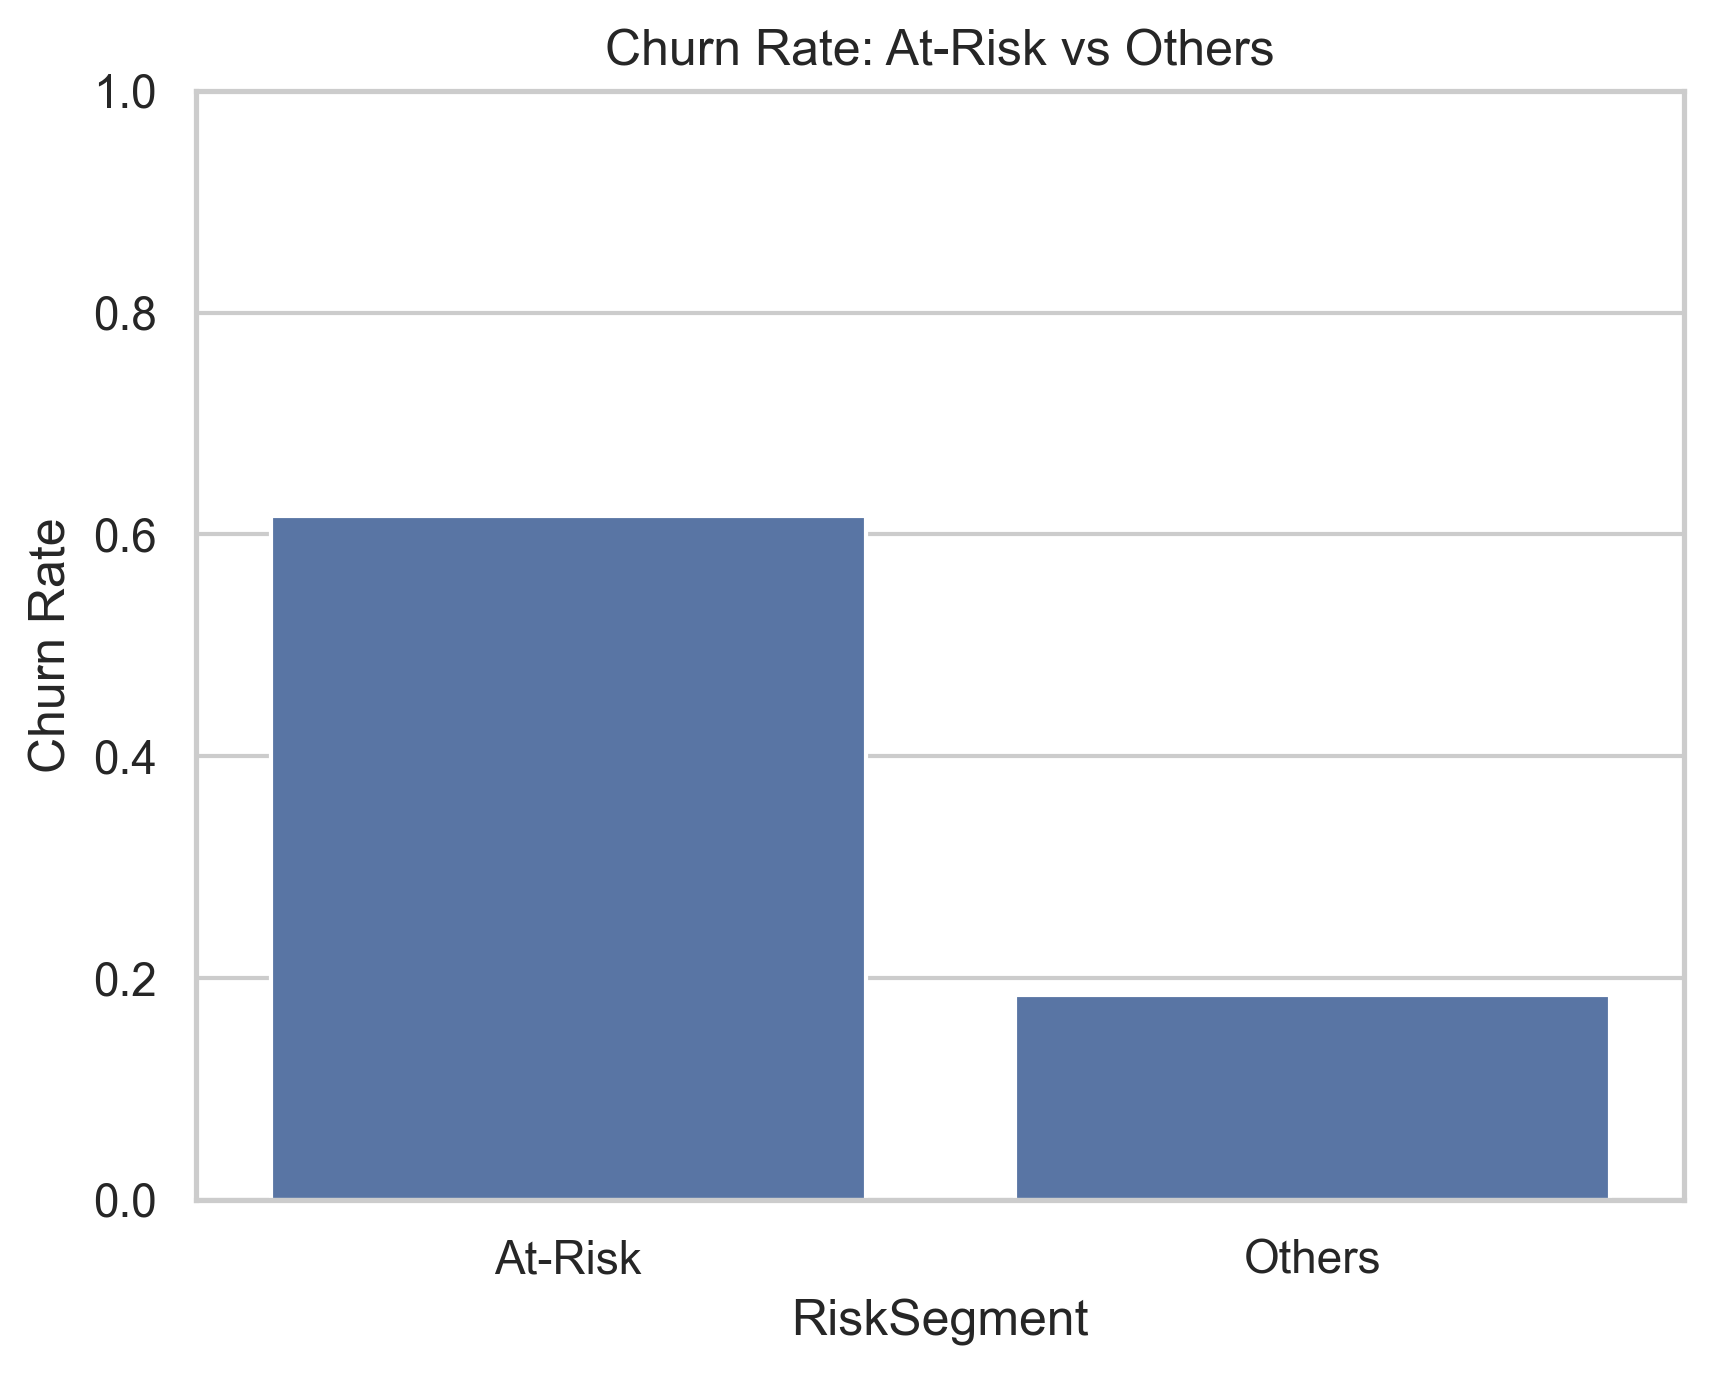 Churn Rate: At-Risk vs Others
1.0
0.8
0.6
0.4
0.2
0.0
Churn Rate
At-Risk
Others
RiskSegment